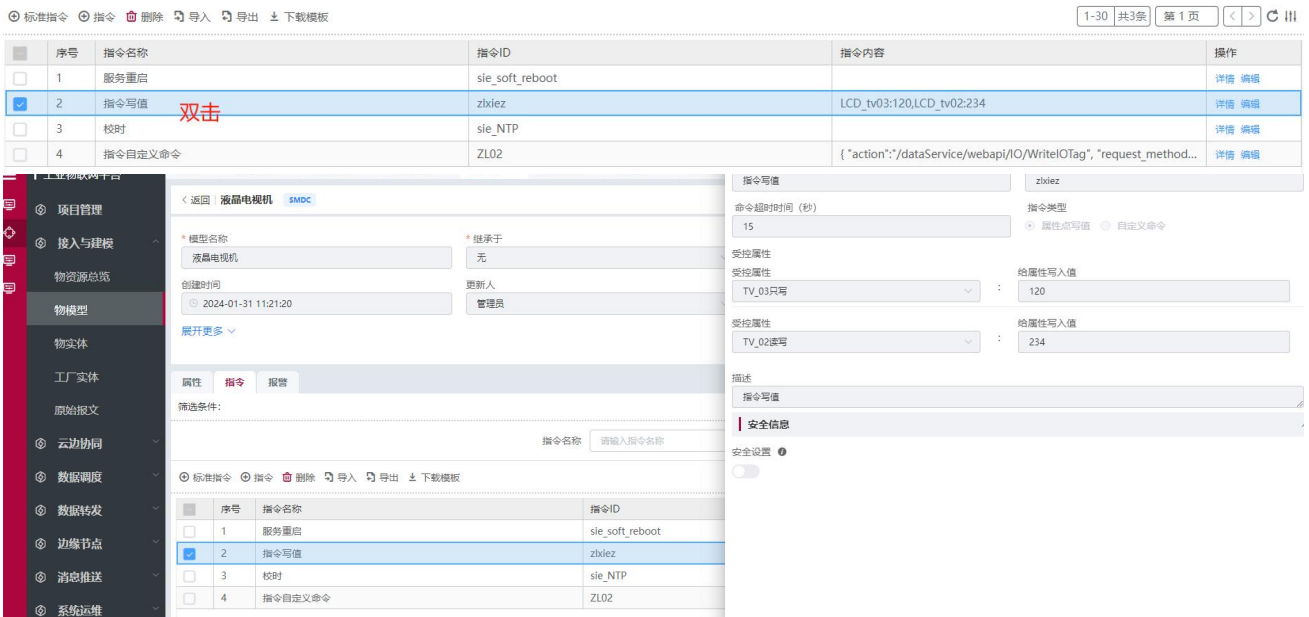 标准指令 指令 删除 导入 导出 下载模板 1-30 共3条 第 1 页
序号 指令名称 指令ID 指令内容 操作
1 服务重启 sie_soft_reboot 详情 编辑
2 指令写值 zlxiez LCD_tv03:120,LCD_tv02:234 详情 编辑
双击
3 校时 sie_NTP 详情 编辑
4 指令自定义命令 ZL02 { "action":"/dataService/webapi/IO/WriteIOTag", "request_method... 详情 编辑
工业物联网平台
项目管理
接入与建模
物资源总览
物模型
物实体
工厂实体
原始报文
云边协同
数据调度
数据转发
边缘节点
消息推送
系统运维
返回 液晶电视机 SMDC
* 模型名称 * 继承于
液晶电视机 无
创建时间 更新人
2024-01-31 11:21:20 管理员
展开更多
属性 指令 报警
筛选条件:
指令名称 请输入指令名称
标准指令 指令 删除 导入 导出 下载模板
序号 指令名称 指令ID
1 服务重启 sie_soft_reboot
2 指令写值 zlxiez
3 校时 sie_NTP
4 指令自定义命令 ZL02
指令写值 zlxiez
命令超时时间（秒） 指令类型
15 属性点写值 自定义命令
受控属性
受控属性 给属性写入值
TV_03只写 : 120
受控属性 给属性写入值
TV_02读写 : 234
描述
指令写值
安全信息
安全设置